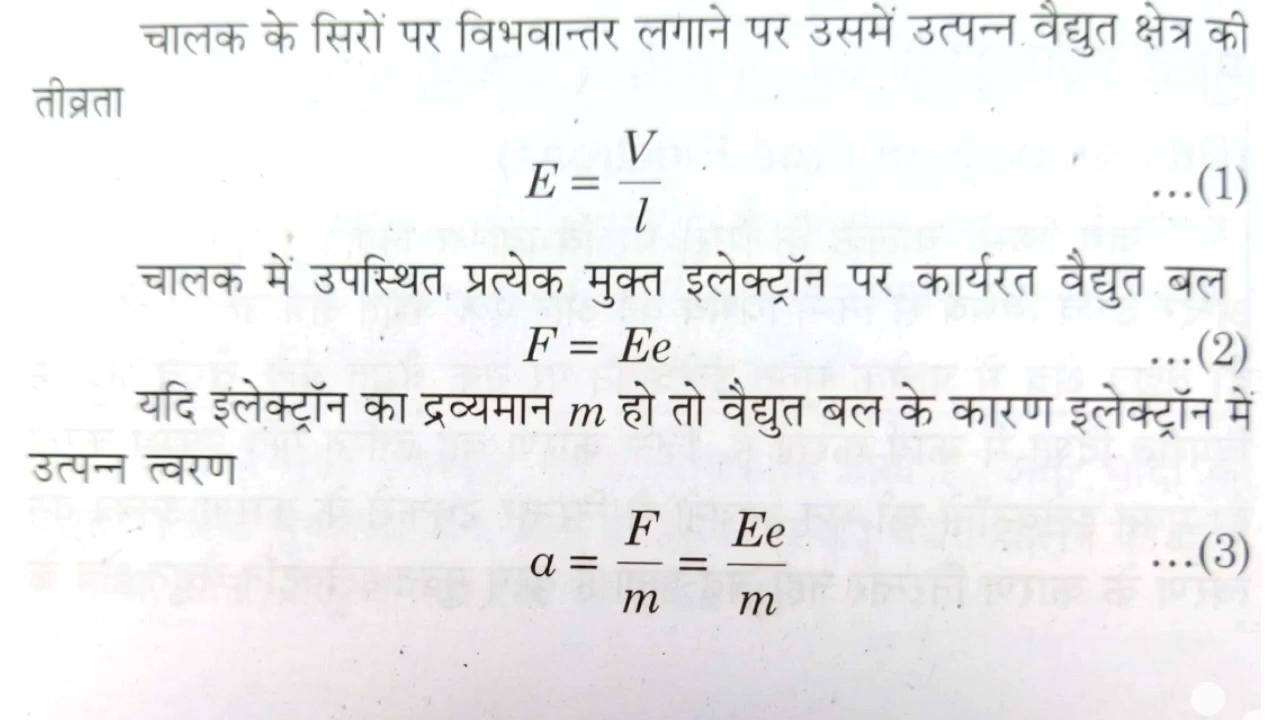 चालक के सिरों पर विभवान्तर लगाने पर उसमें उत्पन्न वैद्युत क्षेत्र की
तीव्रता
E = V/l ...(1)
चालक में उपस्थित प्रत्येक मुक्त इलेक्ट्रॉन पर कार्यरत वैद्युत बल
F = Ee ...(2)
यदि इलेक्ट्रॉन का द्रव्यमान m हो तो वैद्युत बल के कारण इलेक्ट्रॉन में
उत्पन्न त्वरण
a = F/m = Ee/m ...(3)